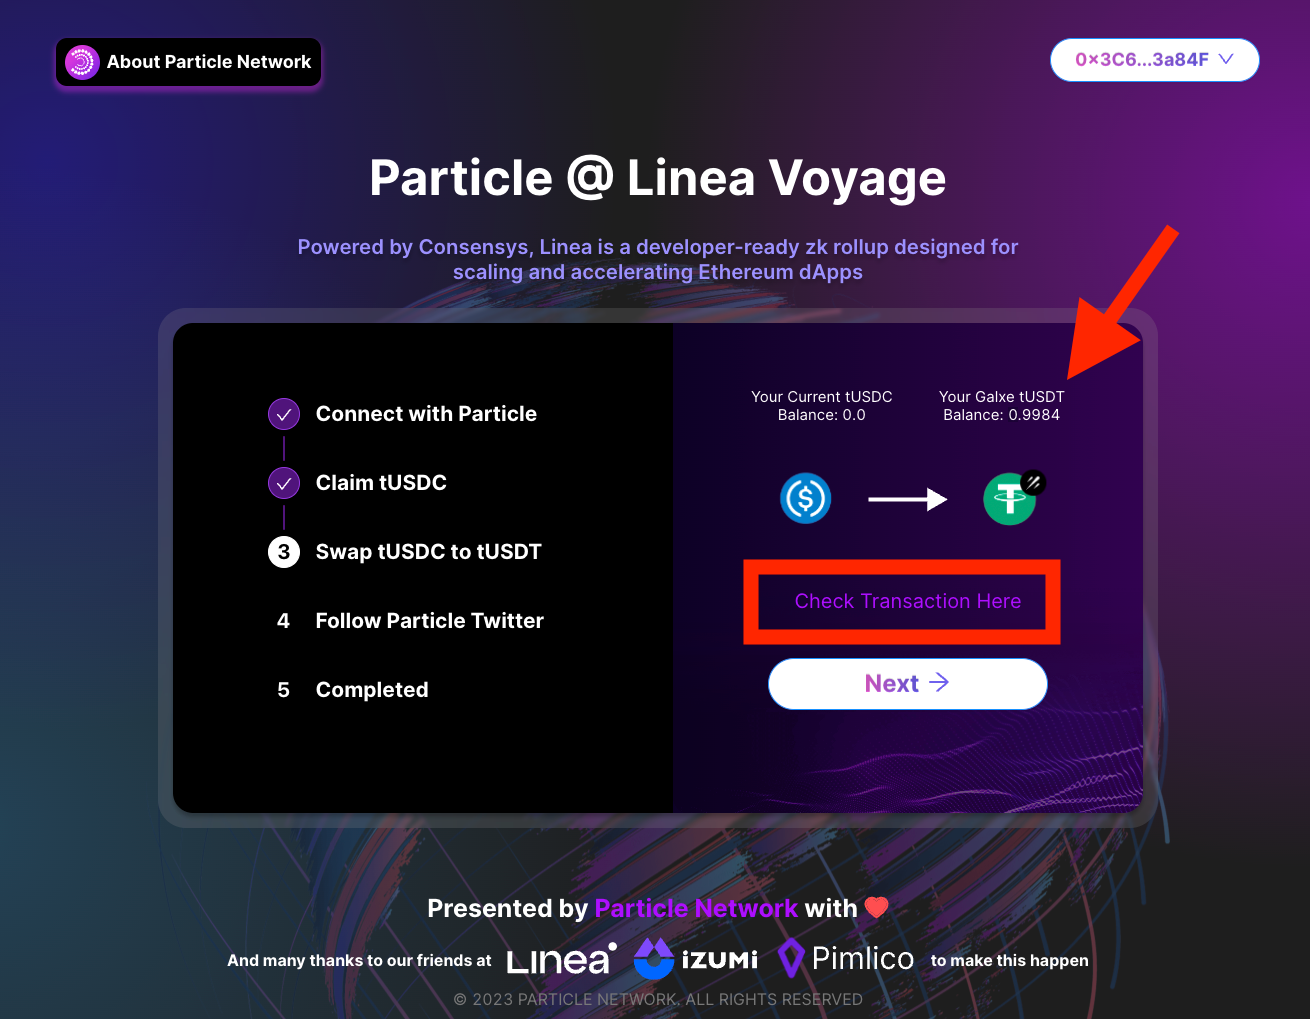 About Particle Network
0x3C6...3a84F
Particle @ Linea Voyage
Powered by Consensys, Linea is a developer-ready zk rollup designed for
scaling and accelerating Ethereum dApps
Connect with Particle
Claim tUSDC
3 Swap tUSDC to tUSDT
4 Follow Particle Twitter
5 Completed
Your Current tUSDC
Balance: 0.0
Your Galxe tUSDT
Balance: 0.9984
Check Transaction Here
Next
Presented by Particle Network with
And many thanks to our friends at Linea iZUMi Pimlico to make this happen
© 2023 PARTICLE NETWORK. ALL RIGHTS RESERVED